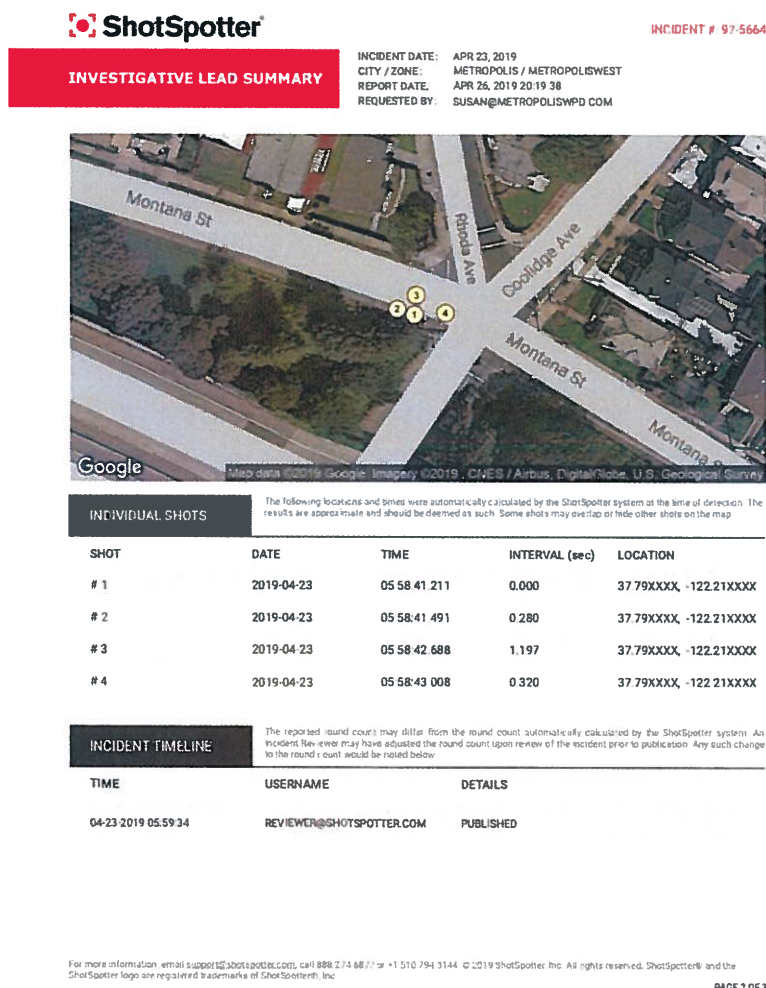 ShotSpotter
INCIDENT #: 97-5664
INVESTIGATIVE LEAD SUMMARY
INCIDENT DATE: APR 23, 2019
CITY / ZONE: METROPOLIS / METROPOLISWEST
REPORT DATE, APR 26, 2019 20:19 38
REQUESTED BY: SUSAN@METROPOLISWPD COM
Montana St
Rhoda Ave
Coolidge Ave
3
2 1 4
Montana St
Montana S
Google
Map data ©2019 Google Imagery ©2019 , CNES / Airbus, DigitalGlobe, U.S. Geological Survey
INDIVIDUAL SHOTS
The following locations and times were automatically calculated by the ShotSpotter system at the time of detection. The
results are approximate and should be deemed as such. Some shots may overlap or hide other shots on the map
SHOT DATE TIME INTERVAL (sec) LOCATION
# 1 2019-04-23 05 58:41.211 0.000 37.79XXXX, -122.21XXXX
# 2 2019-04-23 05 58:41 491 0.280 37.79XXXX, -122.21XXXX
# 3 2019-04-23 05 58:42.688 1.197 37.79XXXX, -122.21XXXX
# 4 2019-04-23 05 58:43 008 0.320 37.79XXXX, -122 21XXXX
INCIDENT TIMELINE
The reported round count may differ from the round count automatically calculated by the ShotSpotter system. An
Incident Reviewer may have adjusted the round count upon review of the incident prior to publication. Any such change
to the round count would be noted below
TIME USERNAME DETAILS
04-23-2019 05:59:34 REVIEWER@SHOTSPOTTER.COM PUBLISHED
For more information, email support@shotspotter.com, call 888.274.6877 or +1 510 794 3144 © 2019 ShotSpotter, Inc. All rights reserved. ShotSpotter® and the
ShotSpotter logo are registered trademarks of ShotSpotter®, Inc
PAGE 2 OF 3